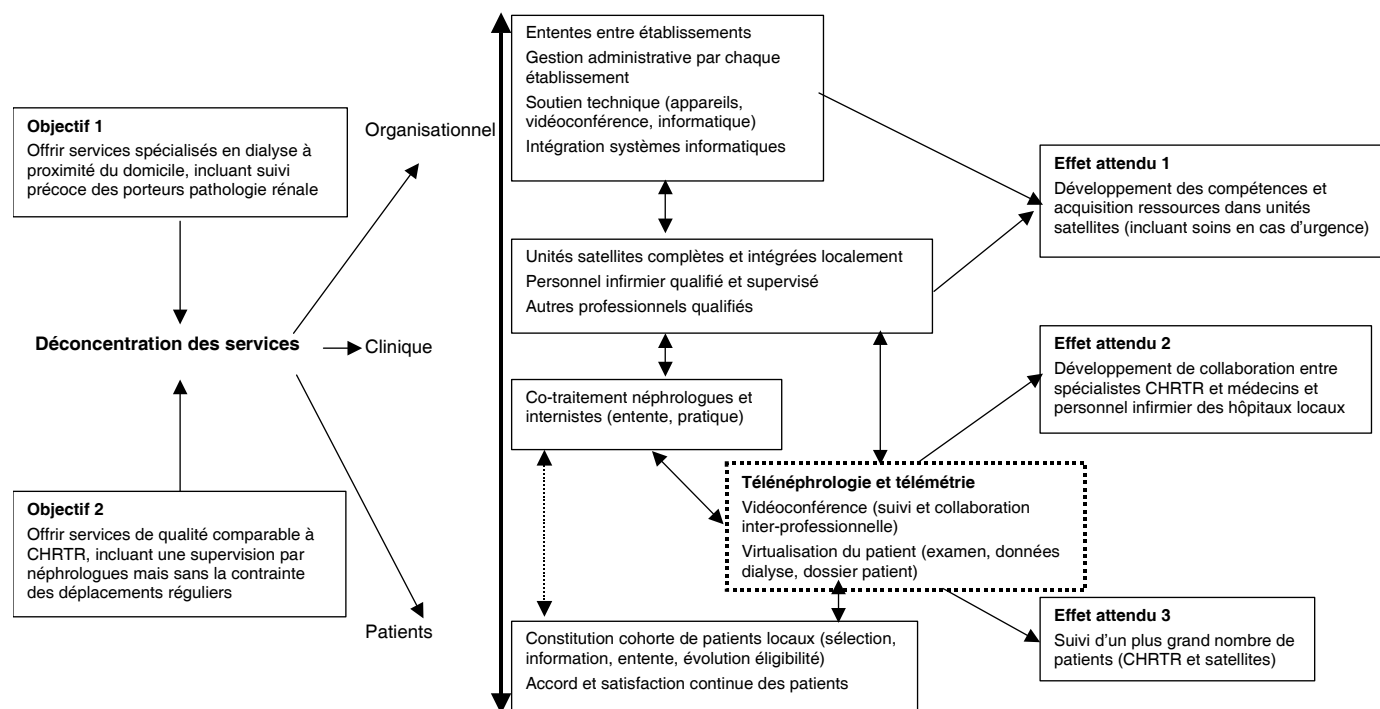 Objectif 1
Offrir services spécialisés en dialyse à
proximité du domicile, incluant suivi
précoce des porteurs pathologie rénale
Déconcentration des services
Objectif 2
Offrir services de qualité comparable à
CHRTR, incluant une supervision par
néphrologues mais sans la contrainte
des déplacements réguliers
Organisationnel
Clinique
Patients
Ententes entre établissements
Gestion administrative par chaque
établissement
Soutien technique (appareils,
vidéoconférence, informatique)
Intégration systèmes informatiques
Unités satellites complètes et intégrées localement
Personnel infirmier qualifié et supervisé
Autres professionnels qualifiés
Co-traitement néphrologues et
internistes (entente, pratique)
Télénéphrologie et télémétrie
Vidéoconférence (suivi et collaboration
inter-professionnelle)
Virtualisation du patient (examen, données
dialyse, dossier patient)
Constitution cohorte de patients locaux (sélection,
information, entente, évolution éligibilité)
Accord et satisfaction continue des patients
Effet attendu 1
Développement des compétences et
acquisition ressources dans unités
satellites (incluant soins en cas d'urgence)
Effet attendu 2
Développement de collaboration entre
spécialistes CHRTR et médecins et
personnel infirmier des hôpitaux locaux
Effet attendu 3
Suivi d'un plus grand nombre de
patients (CHRTR et satellites)